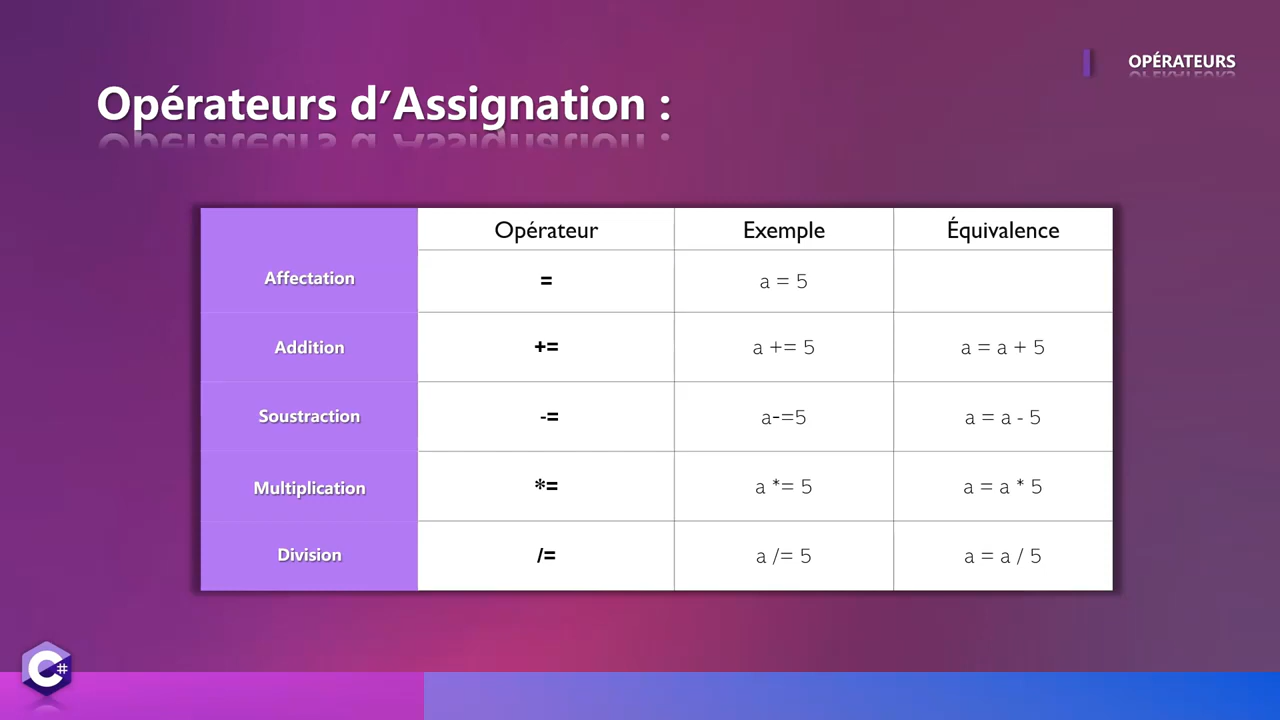 OPÉRATEURS
Opérateurs d’Assignation :
Opérateur Exemple Équivalence
Affectation = a = 5
Addition += a += 5 a = a + 5
Soustraction -= a-=5 a = a - 5
Multiplication *= a *= 5 a = a * 5
Division /= a /= 5 a = a / 5
C#